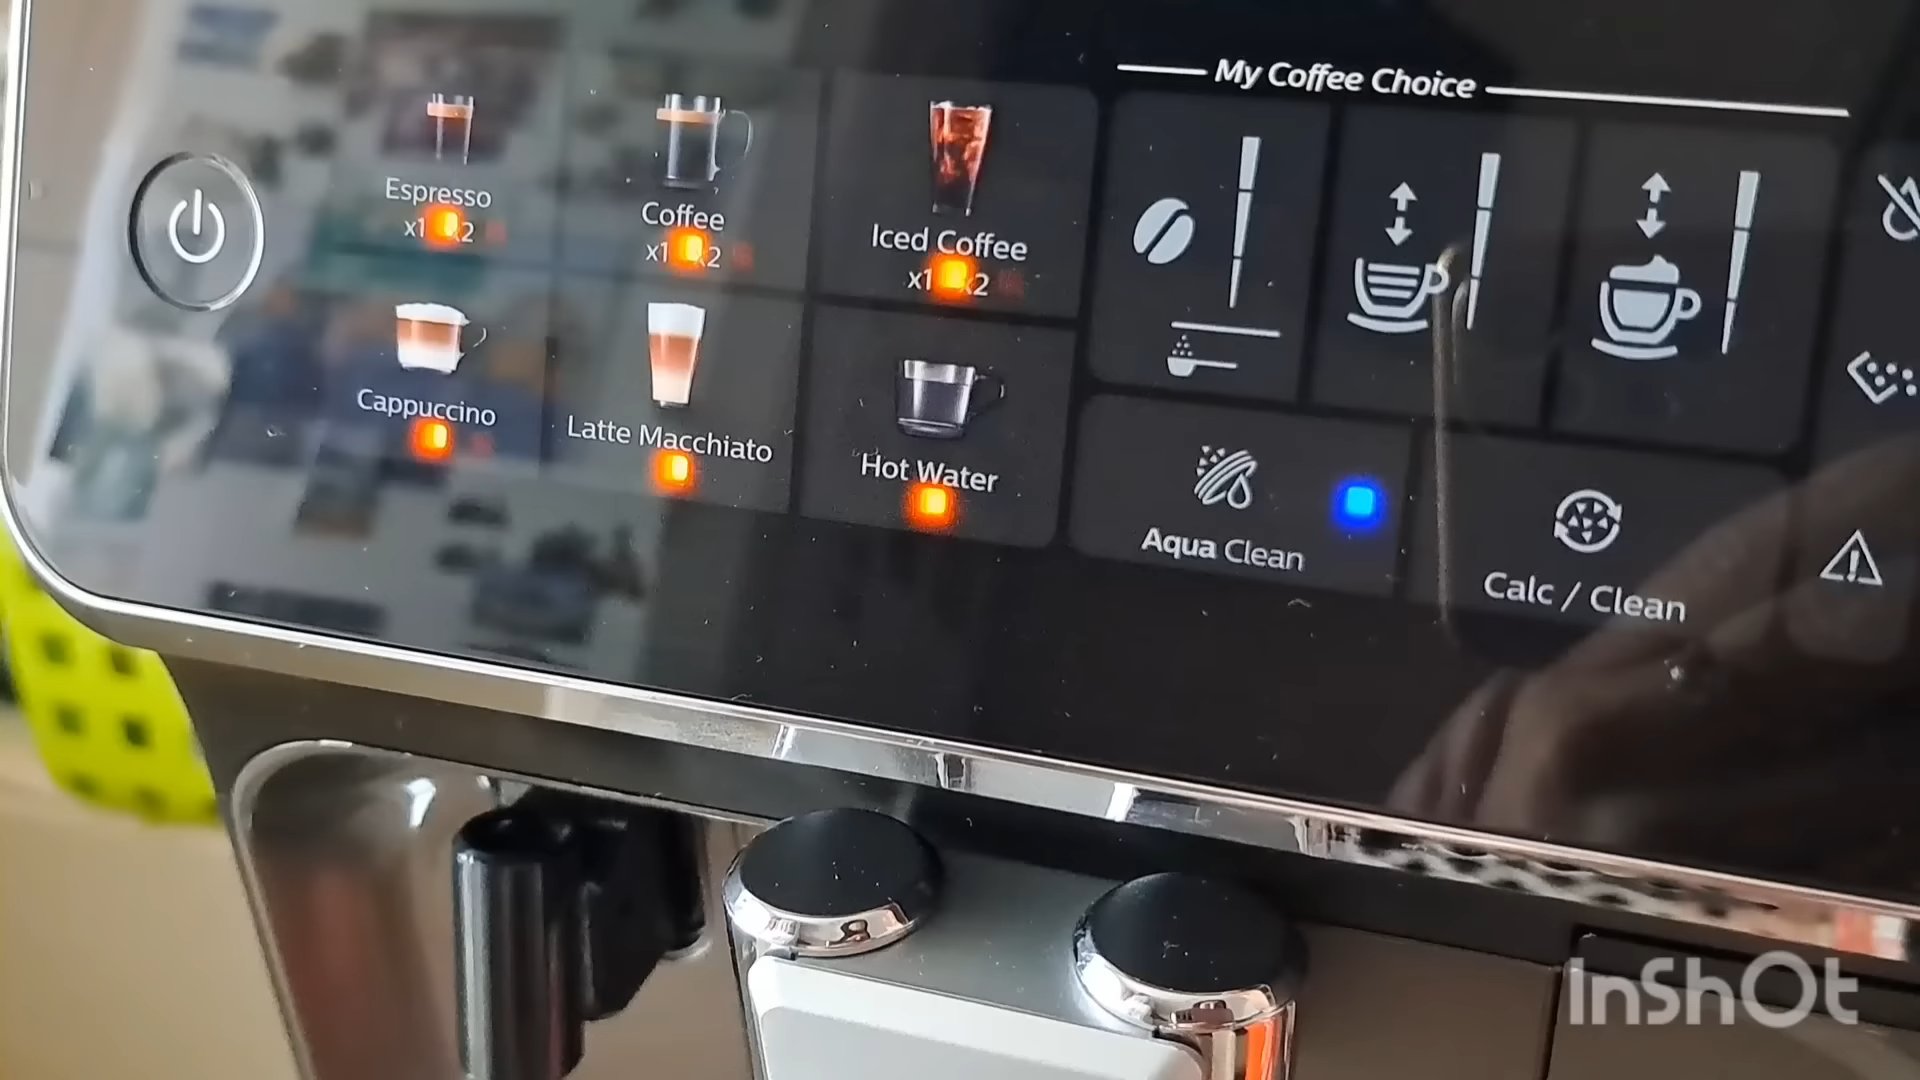 My Coffee Choice
Espresso
x1 x2
Coffee
x1 x2
Iced Coffee
x1 x2
Cappuccino
Latte Macchiato
Hot Water
Aqua Clean
Calc / Clean
InShOt